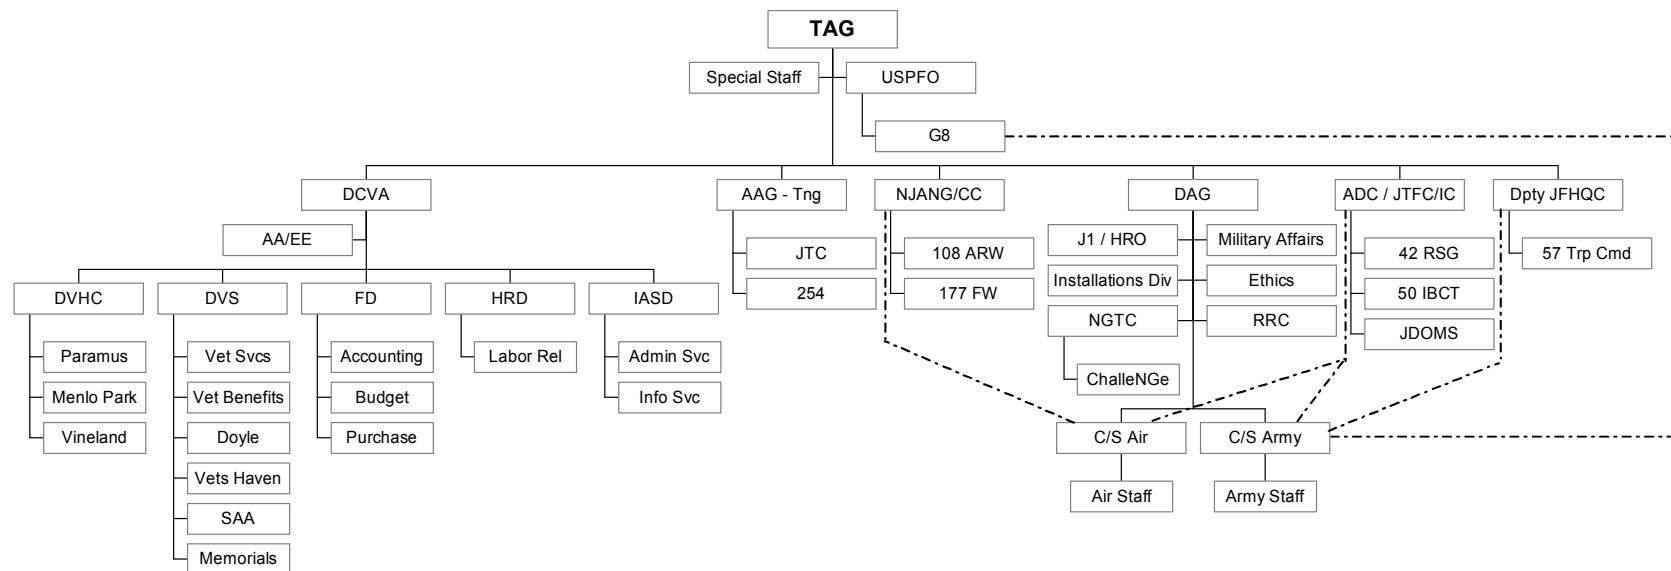 TAG
Special Staff
USPFO
G8
DCVA
AAG - Tng
NJANG/CC
DAG
ADC / JTFC/IC
Dpty JFHQC
AA/EE
JTC
254
108 ARW
177 FW
J1 / HRO
Military Affairs
Installations Div
Ethics
NGTC
RRC
ChalleNGe
42 RSG
50 IBCT
JDOMS
57 Trp Cmd
DVHC
DVS
FD
HRD
IASD
Paramus
Menlo Park
Vineland
Vet Svcs
Vet Benefits
Doyle
Vets Haven
SAA
Memorials
Accounting
Budget
Purchase
Labor Rel
Admin Svc
Info Svc
C/S Air
C/S Army
Air Staff
Army Staff